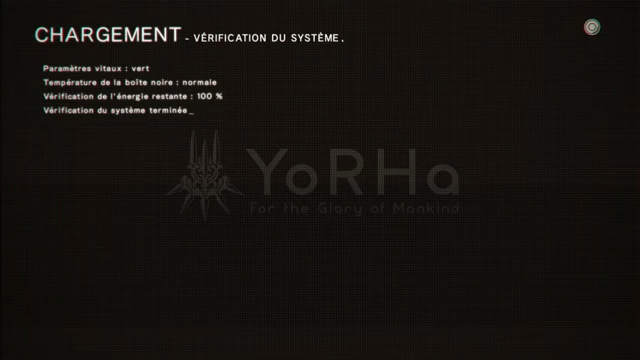 CHARGEMENT - VÉRIFICATION DU SYSTÈME.
Paramètres vitaux : vert
Température de la boîte noire : normale
Vérification de l'énergie restante : 100 %
Vérification du système terminée_
YoRHa
For the Glory of Mankind